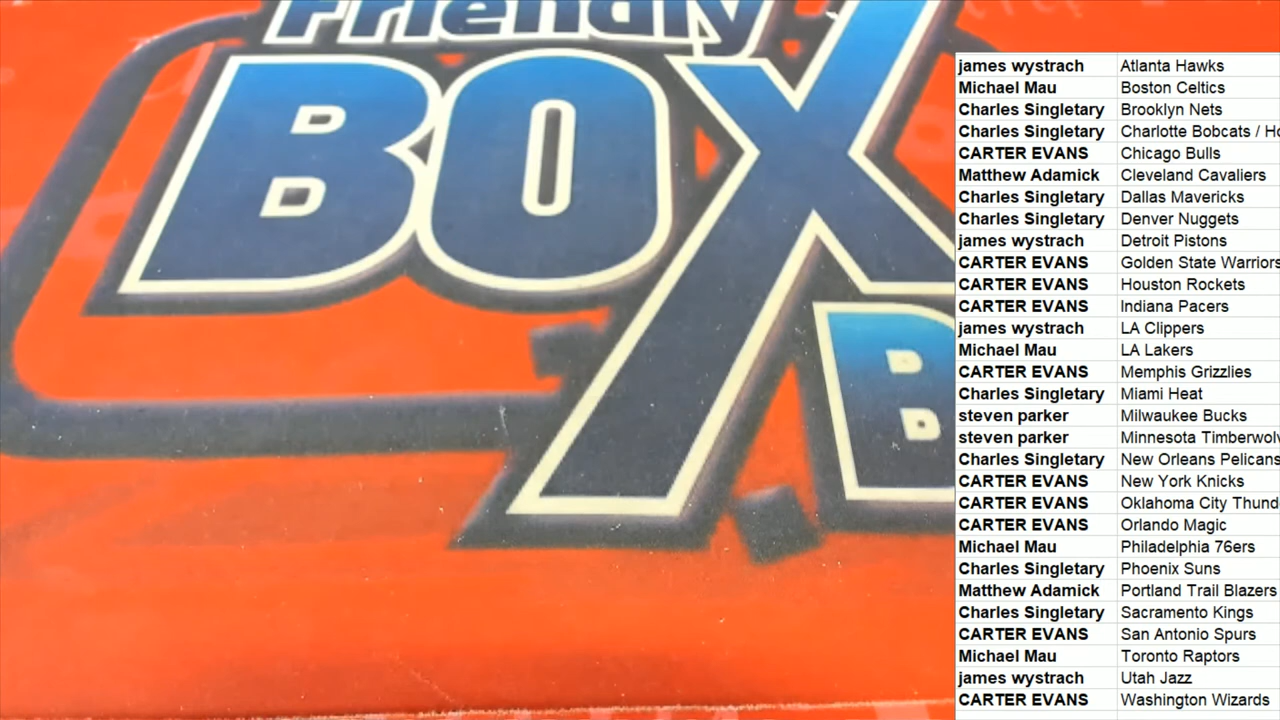 Friendly
BOX
B
james wystrach Atlanta Hawks
Michael Mau Boston Celtics
Charles Singletary Brooklyn Nets
Charles Singletary Charlotte Bobcats / Ho
CARTER EVANS Chicago Bulls
Matthew Adamick Cleveland Cavaliers
Charles Singletary Dallas Mavericks
Charles Singletary Denver Nuggets
james wystrach Detroit Pistons
CARTER EVANS Golden State Warriors
CARTER EVANS Houston Rockets
CARTER EVANS Indiana Pacers
james wystrach LA Clippers
Michael Mau LA Lakers
CARTER EVANS Memphis Grizzlies
Charles Singletary Miami Heat
steven parker Milwaukee Bucks
steven parker Minnesota Timberwolv
Charles Singletary New Orleans Pelicans
CARTER EVANS New York Knicks
CARTER EVANS Oklahoma City Thund
CARTER EVANS Orlando Magic
Michael Mau Philadelphia 76ers
Charles Singletary Phoenix Suns
Matthew Adamick Portland Trail Blazers
Charles Singletary Sacramento Kings
CARTER EVANS San Antonio Spurs
Michael Mau Toronto Raptors
james wystrach Utah Jazz
CARTER EVANS Washington Wizards